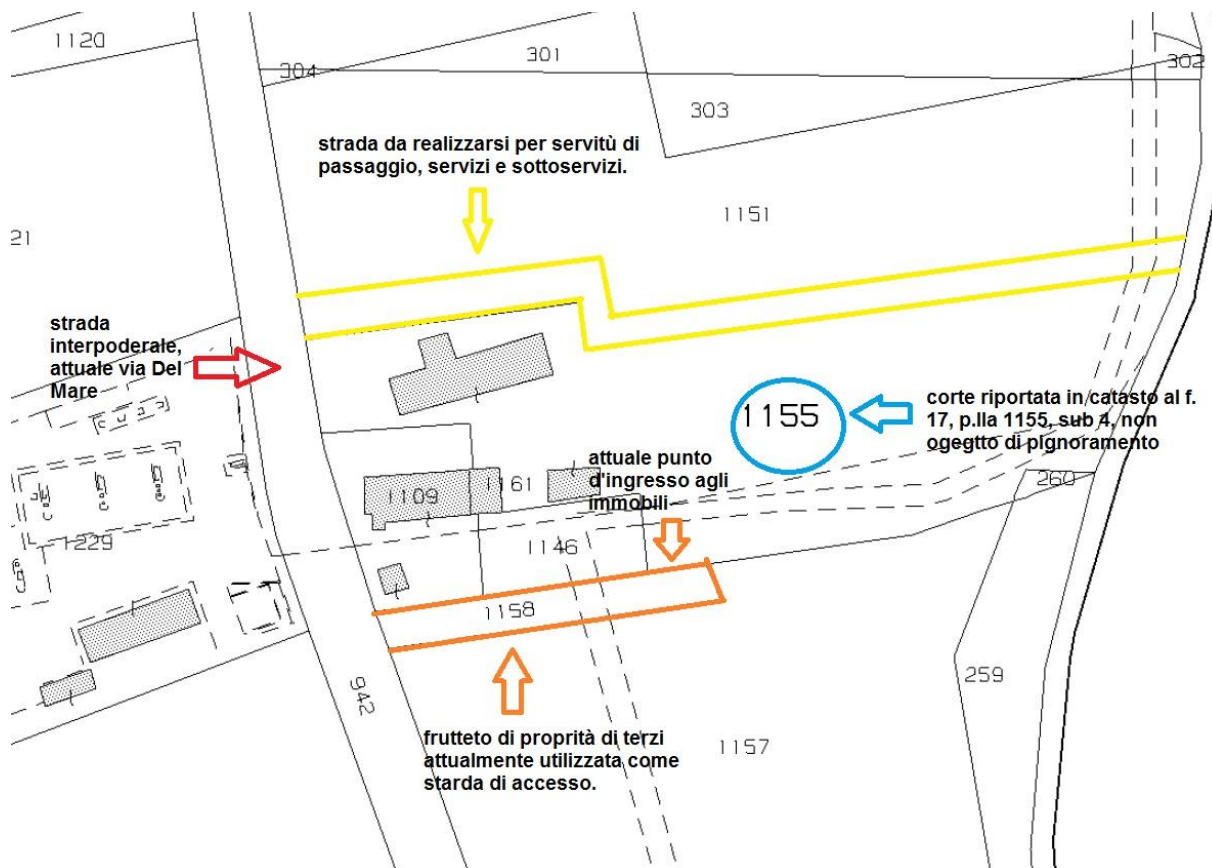 1120
304
301
302
303
strada da realizzarsi per servitù di
passaggio, servizi e sottoservizi.
1151
21
strada
interpoderale,
attuale via Del
Mare
1155
corte riportata in catasto al f.
17, p.lla 1155, sub 4, non
ogegtto di pignoramento
attuale punto
d'ingresso agli
immobili
260
1109
1161
1229
1146
1158
942
259
frutteto di proprità di terzi
attualmente utilizzata come
starda di accesso.
1157